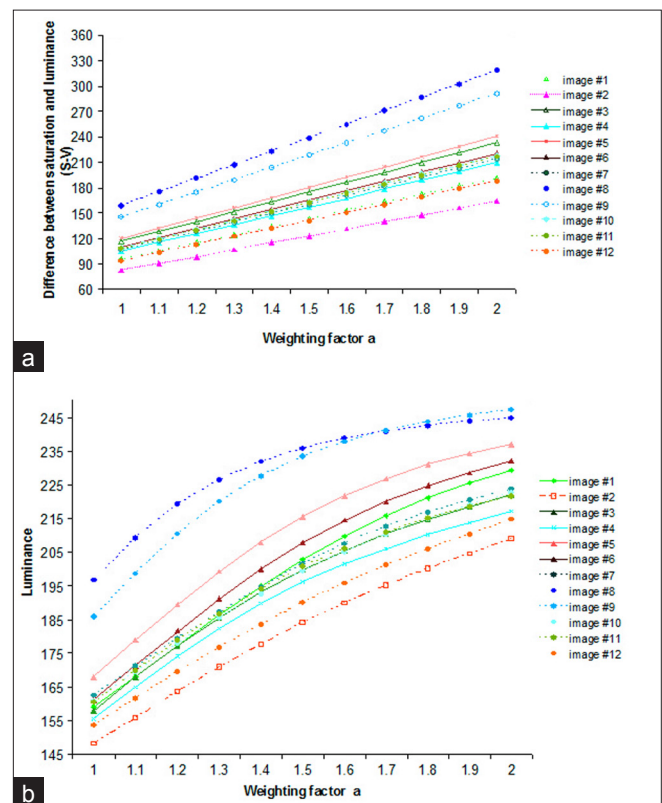 Difference between saturation and luminance
(S-V)
360
330
300
270
240
210
180
150
120
90
60
1 1.1 1.2 1.3 1.4 1.5 1.6 1.7 1.8 1.9 2
Weighting factor a
image #1
image #2
image #3
image #4
image #5
image #6
image #7
image #8
image #9
image #10
image #11
image #12
a
Luminance
245
235
225
215
205
195
185
175
165
155
145
1 1.1 1.2 1.3 1.4 1.5 1.6 1.7 1.8 1.9 2
Weighting factor a
image #1
image #2
image #3
image #4
image #5
image #6
image #7
image #8
image #9
image #10
image #11
image #12
b